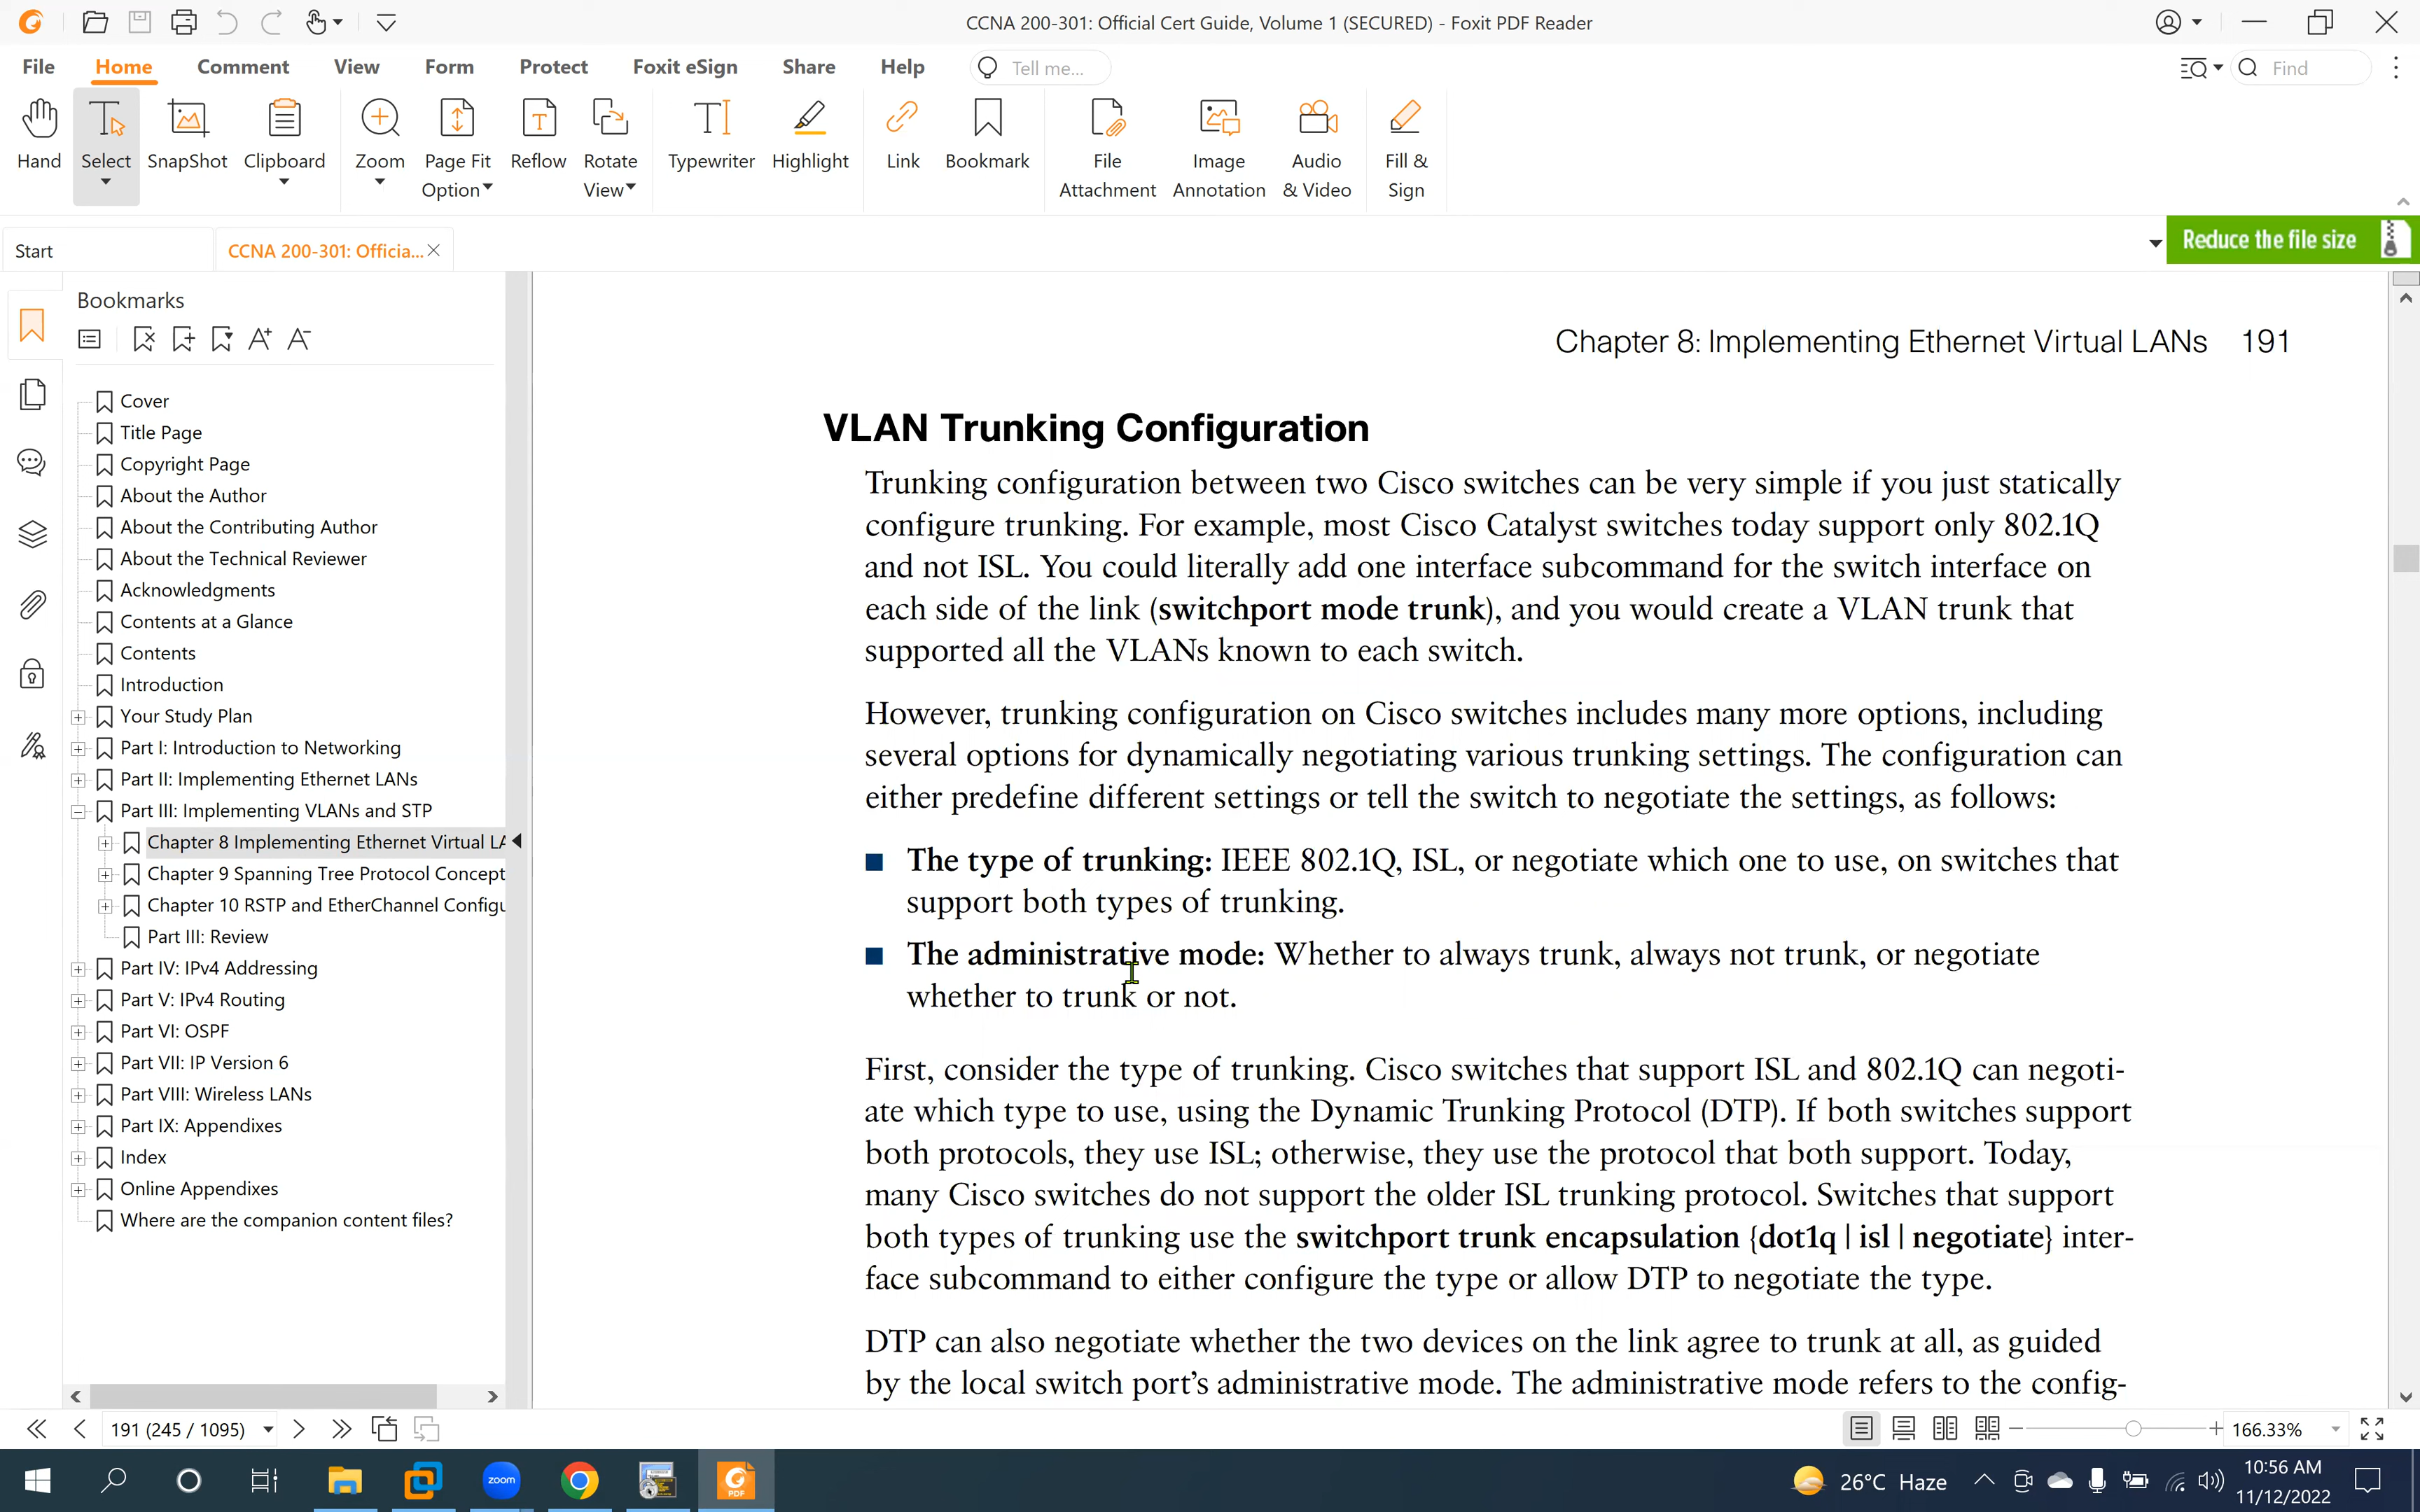 CCNA 200-301: Official Cert Guide, Volume 1 (SECURED) - Foxit PDF Reader
File Home Comment View Form Protect Foxit eSign Share Help Tell me... Find
Hand Select SnapShot Clipboard Zoom Page Fit Option Reflow Rotate View Typewriter Highlight Link Bookmark File Attachment Image Annotation Audio & Video Fill & Sign
Start CCNA 200-301: Officia... Reduce the file size
Bookmarks
Cover
Title Page
Copyright Page
About the Author
About the Contributing Author
About the Technical Reviewer
Acknowledgments
Contents at a Glance
Contents
Introduction
Your Study Plan
Part I: Introduction to Networking
Part II: Implementing Ethernet LANs
Part III: Implementing VLANs and STP
Chapter 8 Implementing Ethernet Virtual LA
Chapter 9 Spanning Tree Protocol Concept
Chapter 10 RSTP and EtherChannel Configu
Part III: Review
Part IV: IPv4 Addressing
Part V: IPv4 Routing
Part VI: OSPF
Part VII: IP Version 6
Part VIII: Wireless LANs
Part IX: Appendixes
Index
Online Appendixes
Where are the companion content files?
Chapter 8: Implementing Ethernet Virtual LANs 191
VLAN Trunking Configuration
Trunking configuration between two Cisco switches can be very simple if you just statically
configure trunking. For example, most Cisco Catalyst switches today support only 802.1Q
and not ISL. You could literally add one interface subcommand for the switch interface on
each side of the link (switchport mode trunk), and you would create a VLAN trunk that
supported all the VLANs known to each switch.
However, trunking configuration on Cisco switches includes many more options, including
several options for dynamically negotiating various trunking settings. The configuration can
either predefine different settings or tell the switch to negotiate the settings, as follows:
■ The type of trunking: IEEE 802.1Q, ISL, or negotiate which one to use, on switches that
support both types of trunking.
■ The administrative mode: Whether to always trunk, always not trunk, or negotiate
whether to trunk or not.
First, consider the type of trunking. Cisco switches that support ISL and 802.1Q can negoti-
ate which type to use, using the Dynamic Trunking Protocol (DTP). If both switches support
both protocols, they use ISL; otherwise, they use the protocol that both support. Today,
many Cisco switches do not support the older ISL trunking protocol. Switches that support
both types of trunking use the switchport trunk encapsulation {dot1q | isl | negotiate} inter-
face subcommand to either configure the type or allow DTP to negotiate the type.
DTP can also negotiate whether the two devices on the link agree to trunk at all, as guided
by the local switch port's administrative mode. The administrative mode refers to the config-
191 (245 / 1095) 166.33%
zoom PDF 26°C Haze 10:56 AM
11/12/2022